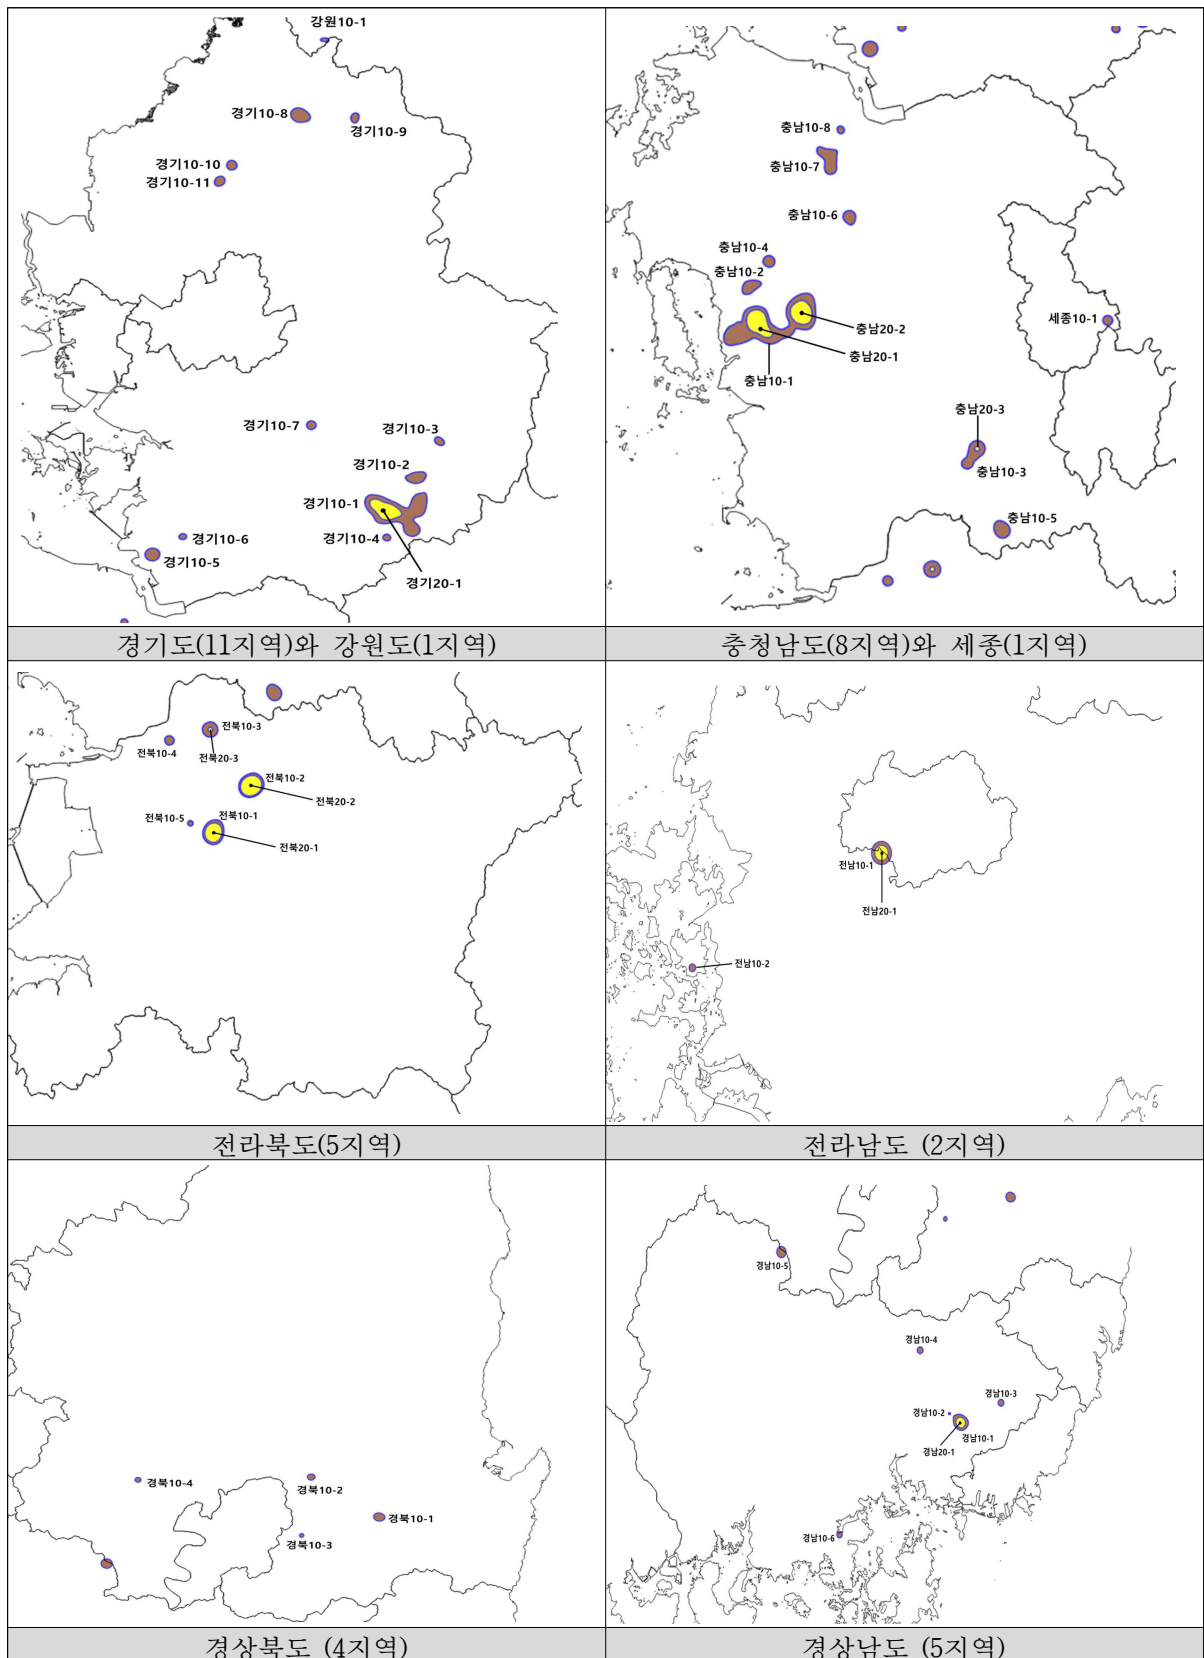 강원10-1
경기10-8
경기10-9
경기10-10
경기10-11
경기10-7
경기10-3
경기10-2
경기10-1
경기10-6
경기10-4
경기10-5
경기20-1
경기도(11지역)와 강원도(1지역)
충남10-8
충남10-7
충남10-6
충남10-4
충남10-2
세종10-1
충남20-2
충남20-1
충남10-1
충남20-3
충남10-3
충남10-5
충청남도(8지역)와 세종(1지역)
전북10-3
전북10-4
전북20-3
전북10-2
전북20-2
전북10-5
전북10-1
전북20-1
전라북도(5지역)
전남10-1
전남20-1
전남10-2
전라남도 (2지역)
경북10-4
경북10-2
경북10-1
경북10-3
경상북도 (4지역)
경남10-5
경남10-4
경남10-3
경남10-2
경남10-1
경남20-1
경남10-6
경상남도 (5지역)